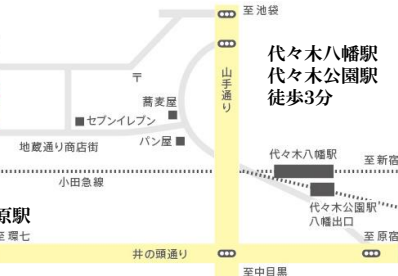 至 池袋
代々木八幡駅
代々木公園駅
徒歩3分
山手通り
〒
蕎麦屋
セブンイレブン
パン屋
地蔵通り商店街
代々木八幡駅
至 新宿
小田急線
代々木公園駅
八幡出口
原駅
至 環七
至 原宿
井の頭通り
至中目黒